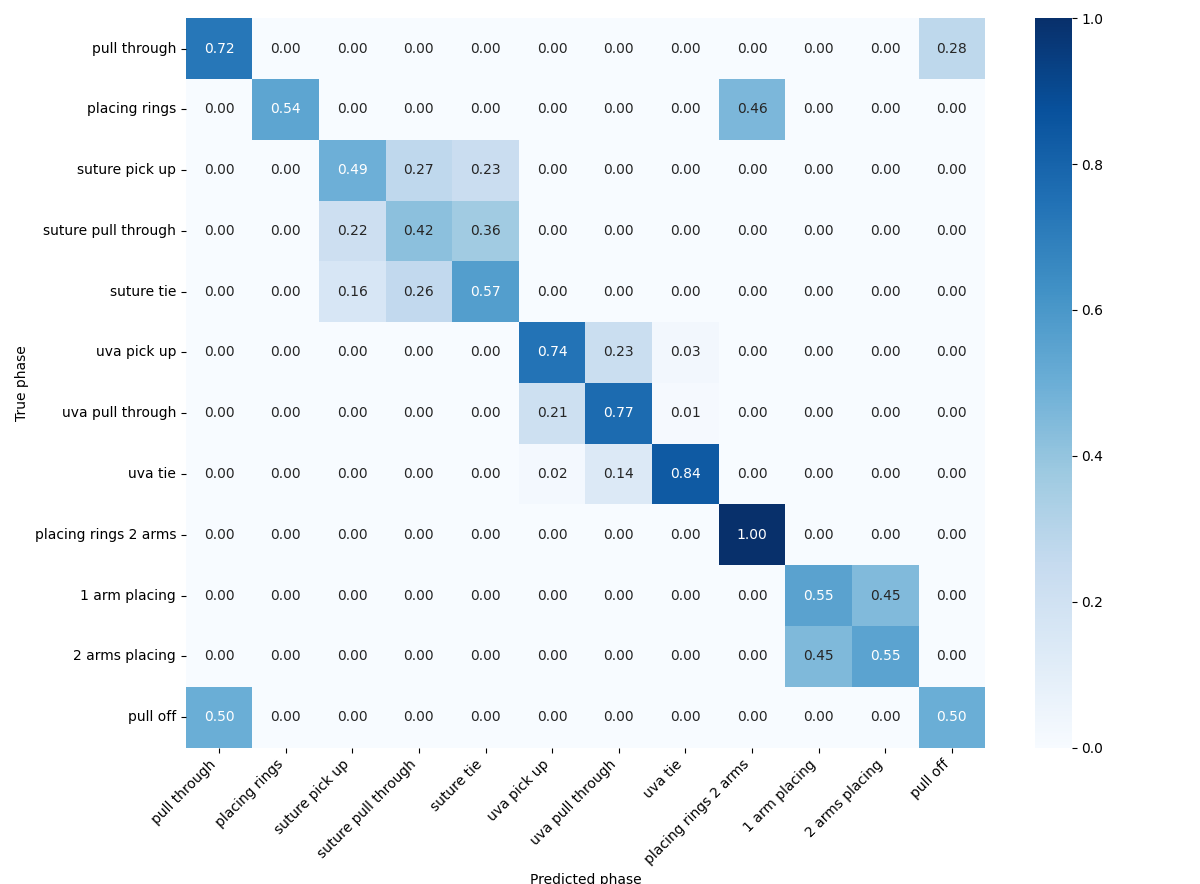 pull through 0.72 0.00 0.00 0.00 0.00 0.00 0.00 0.00 0.00 0.00 0.00 0.28
placing rings 0.00 0.54 0.00 0.00 0.00 0.00 0.00 0.00 0.46 0.00 0.00 0.00
suture pick up 0.00 0.00 0.49 0.27 0.23 0.00 0.00 0.00 0.00 0.00 0.00 0.00
suture pull through 0.00 0.00 0.22 0.42 0.36 0.00 0.00 0.00 0.00 0.00 0.00 0.00
suture tie 0.00 0.00 0.16 0.26 0.57 0.00 0.00 0.00 0.00 0.00 0.00 0.00
uva pick up 0.00 0.00 0.00 0.00 0.00 0.74 0.23 0.03 0.00 0.00 0.00 0.00
uva pull through 0.00 0.00 0.00 0.00 0.00 0.21 0.77 0.01 0.00 0.00 0.00 0.00
uva tie 0.00 0.00 0.00 0.00 0.00 0.02 0.14 0.84 0.00 0.00 0.00 0.00
placing rings 2 arms 0.00 0.00 0.00 0.00 0.00 0.00 0.00 0.00 1.00 0.00 0.00 0.00
1 arm placing 0.00 0.00 0.00 0.00 0.00 0.00 0.00 0.00 0.00 0.55 0.45 0.00
2 arms placing 0.00 0.00 0.00 0.00 0.00 0.00 0.00 0.00 0.00 0.45 0.55 0.00
pull off 0.50 0.00 0.00 0.00 0.00 0.00 0.00 0.00 0.00 0.00 0.00 0.50
True phase
pull through
placing rings
suture pick up
suture pull through
suture tie
uva pick up
uva pull through
uva tie
placing rings 2 arms
1 arm placing
2 arms placing
pull off
Predicted phase
1.0
0.8
0.6
0.4
0.2
0.0